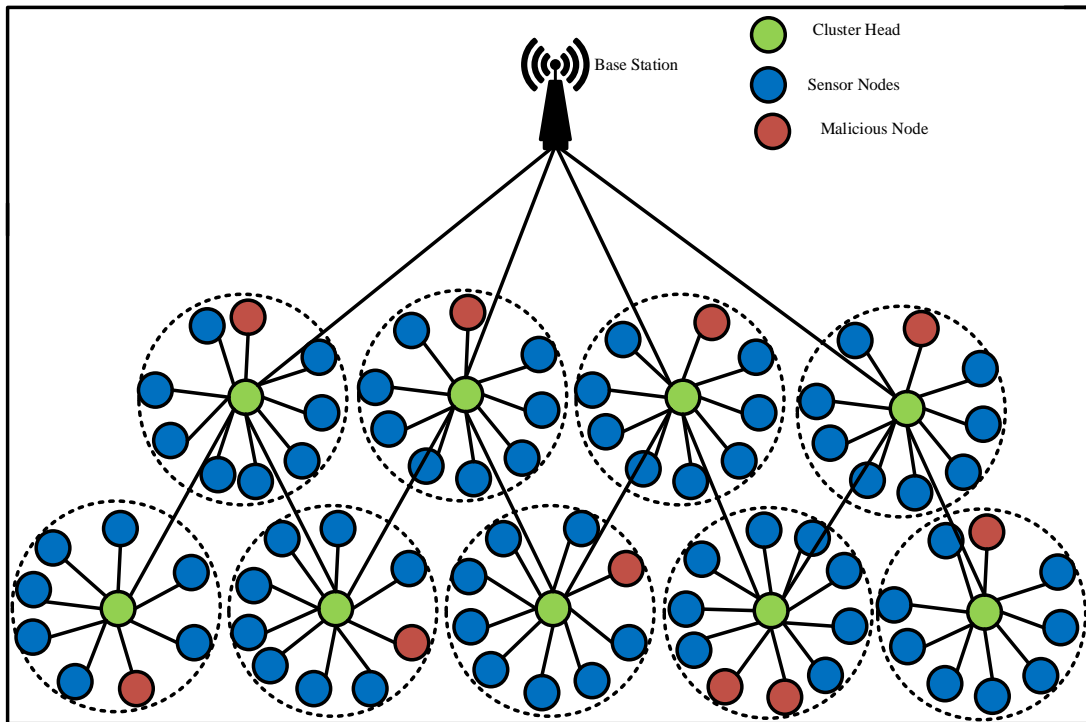 Cluster Head
Base Station
Sensor Nodes
Malicious Node